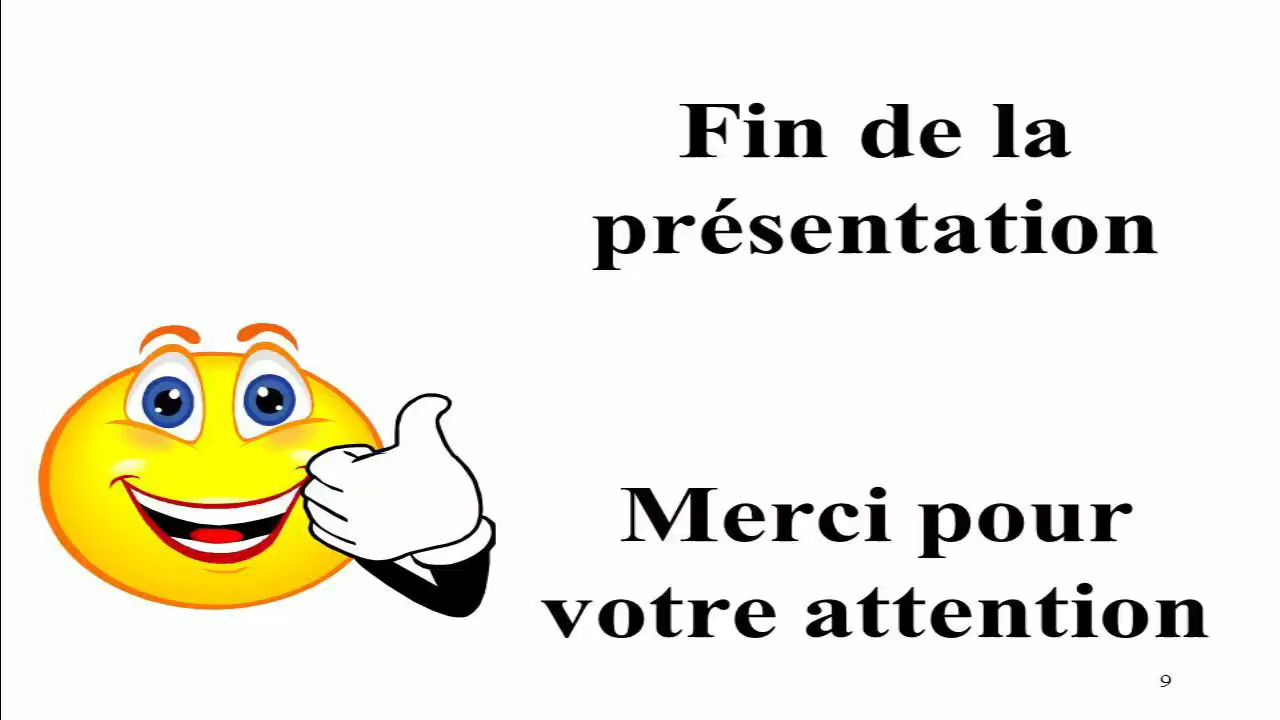 Fin de la
présentation
Merci pour
votre attention
9